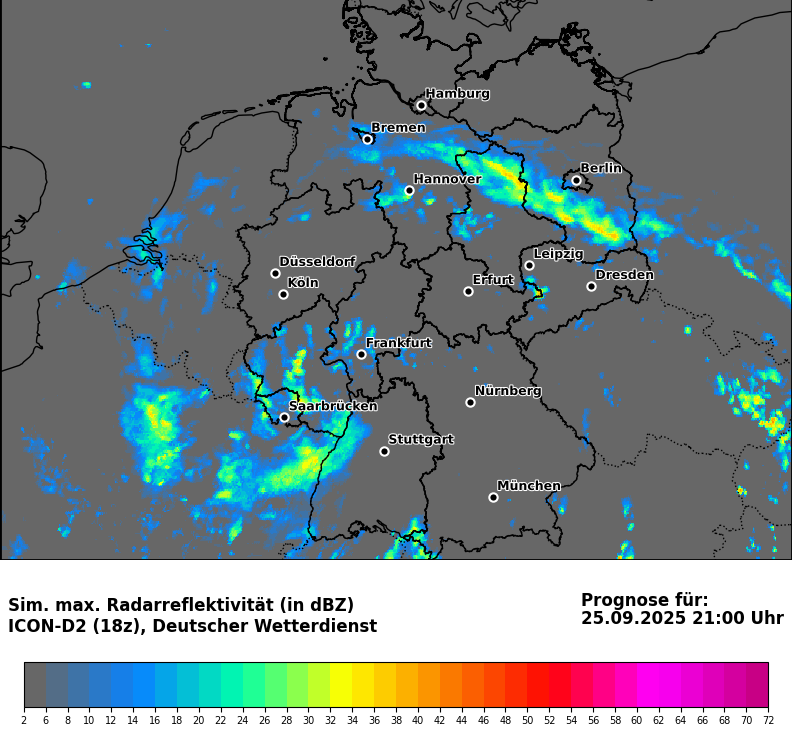 Hamburg
Bremen
Berlin
Hannover
Leipzig
Düsseldorf
Dresden
Köln
Erfurt
Frankfurt
Nürnberg
Saarbrücken
Stuttgart
München
Sim. max. Radarreflektivität (in dBZ)
ICON-D2 (18z), Deutscher Wetterdienst
Prognose für:
25.09.2025 21:00 Uhr
2 6 8 10 12 14 16 18 20 22 24 26 28 30 32 34 36 38 40 42 44 46 48 50 52 54 56 58 60 62 64 66 68 70 72